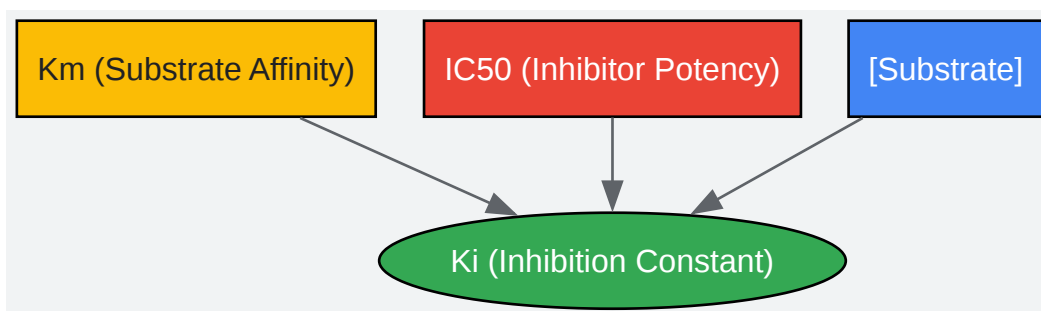 Km (Substrate Affinity)
IC50 (Inhibitor Potency)
[Substrate]
Ki (Inhibition Constant)